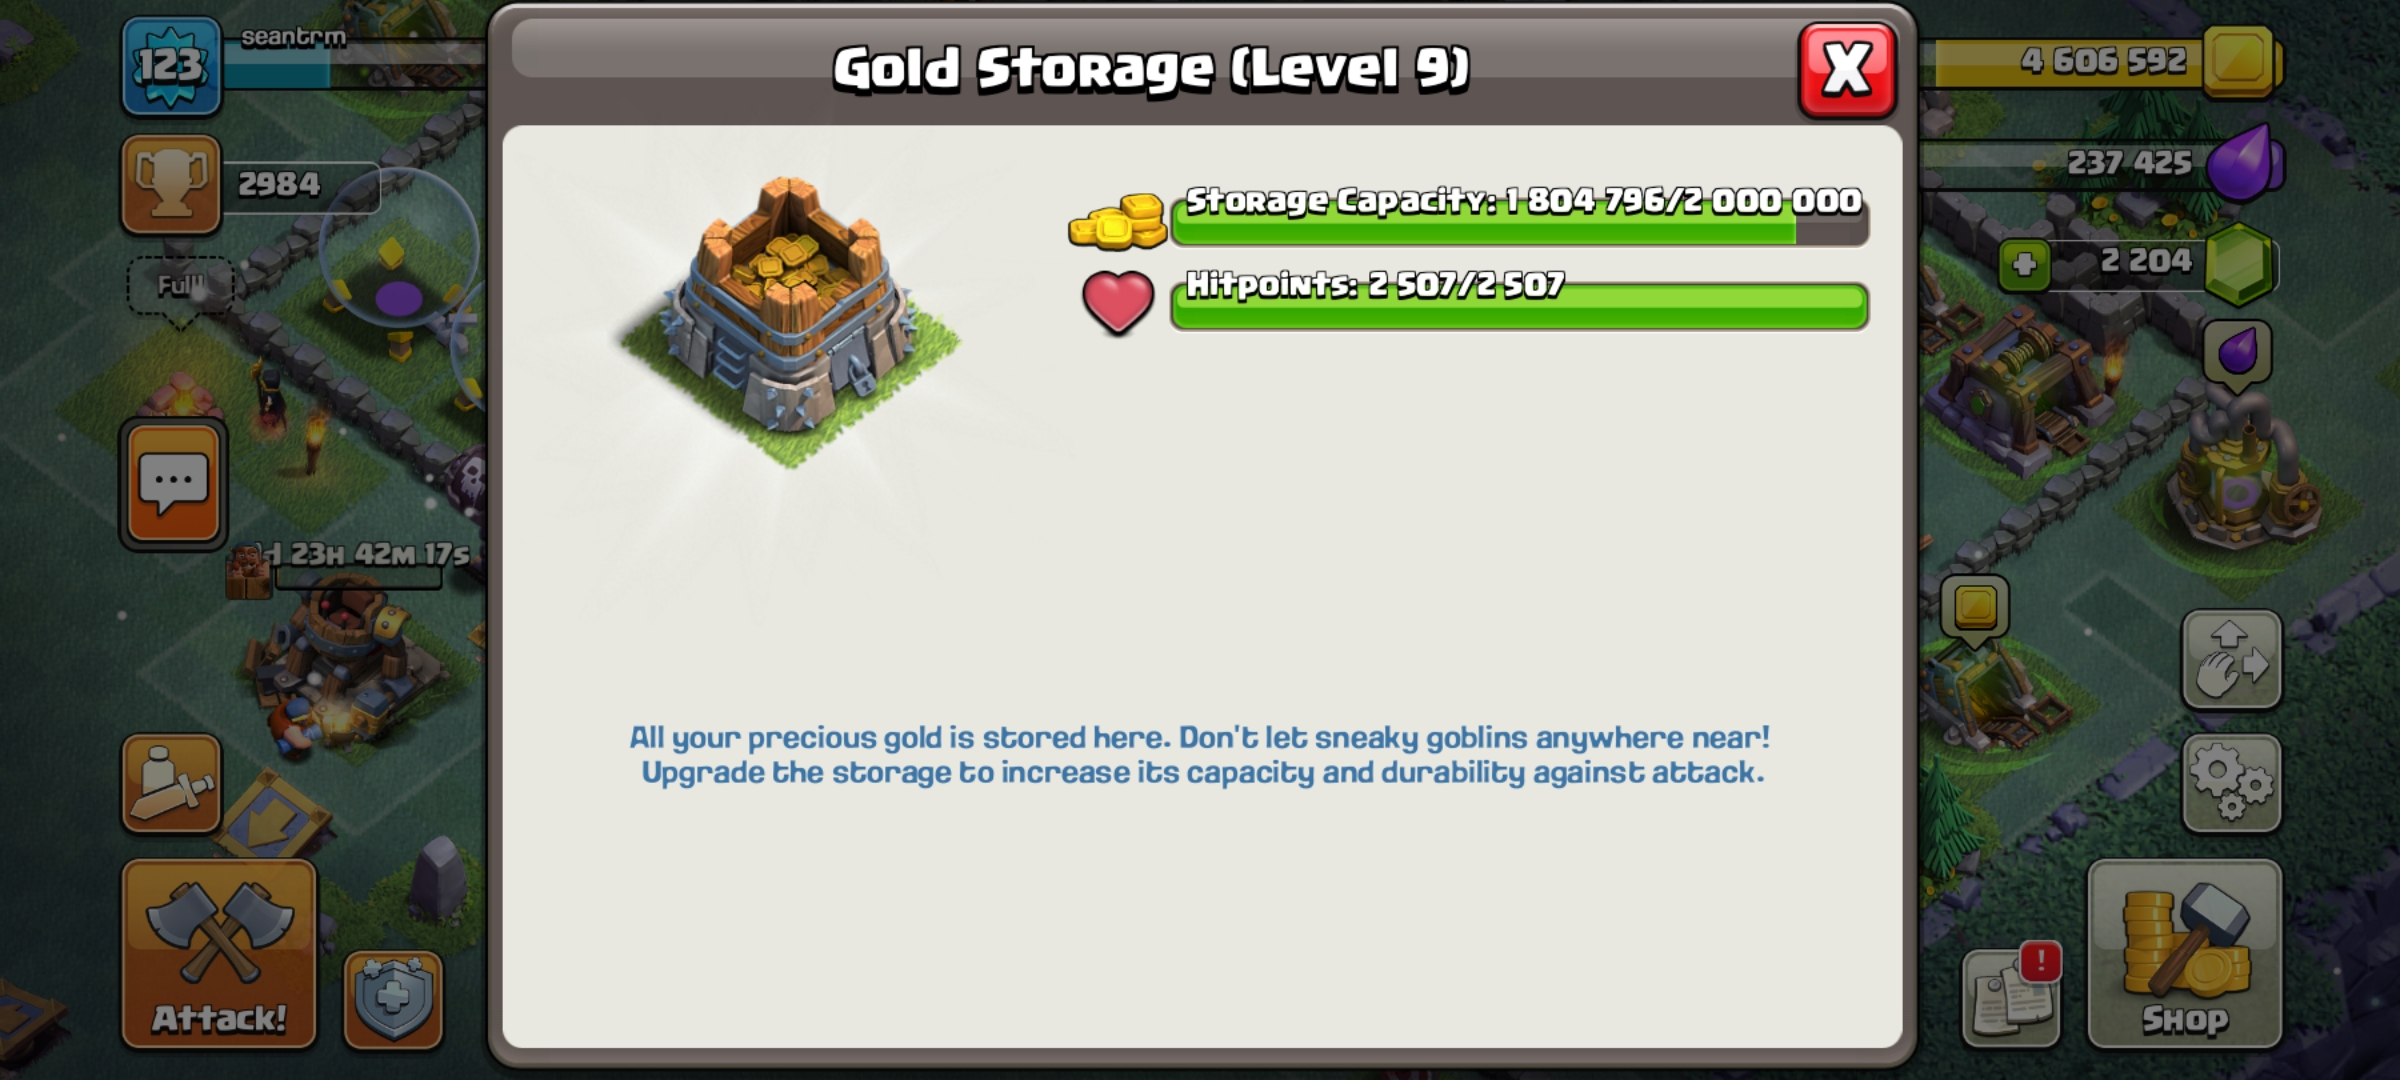 Gold Storage (Level 9)
X
123
seantrm
2984
Full!
23H 42M 17s
Attack!
Storage Capacity: 1 804 796/2 000 000
Hitpoints: 2 507/2 507
All your precious gold is stored here. Don't let sneaky goblins anywhere near!
Upgrade the storage to increase its capacity and durability against attack.
4 606 592
237 425
2 204
!
Shop